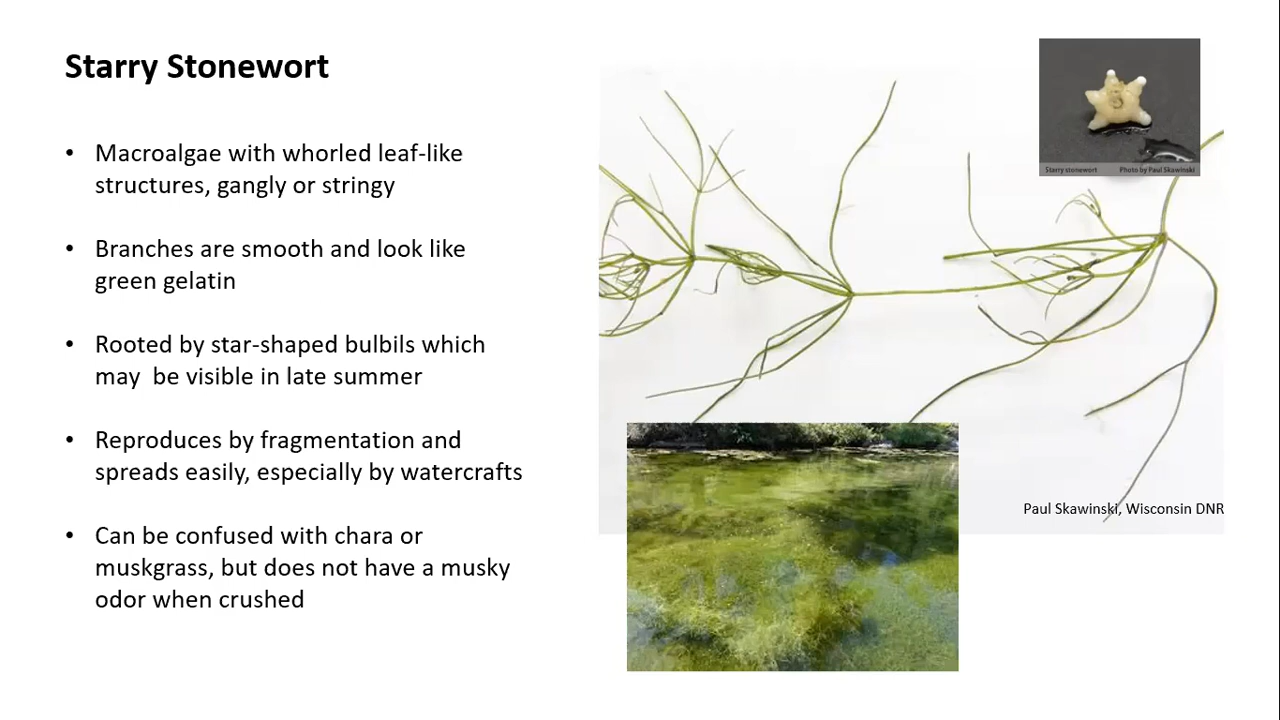 Starry Stonewort
• Macroalgae with whorled leaf-like
structures, gangly or stringy
• Branches are smooth and look like
green gelatin
• Rooted by star-shaped bulbils which
may  be visible in late summer
• Reproduces by fragmentation and
spreads easily, especially by watercrafts
• Can be confused with chara or
muskgrass, but does not have a musky
odor when crushed
Starry stonewort Photo by Paul Skawinski
Paul Skawinski, Wisconsin DNR